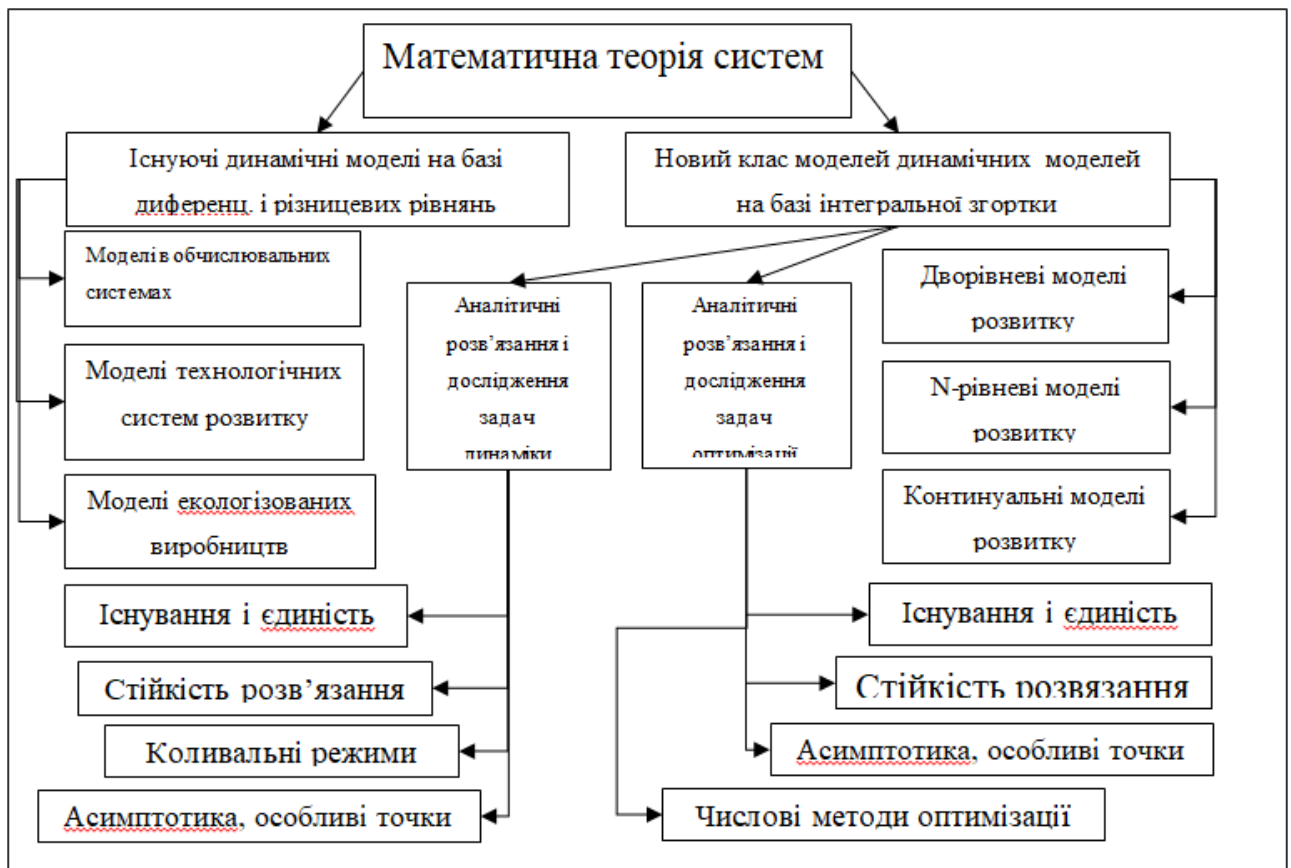 Математична теорія систем
Існуючі динамічні моделі на базі
диференц. і різницевих рівнянь
Новий клас моделей динамічних моделей
на базі інтегральної згортки
Моделі в обчислювальних
системах
Моделі технологічних
систем розвитку
Моделі екологізованих
виробництв
Аналітичні
розв’язання і
дослідження
задач
динаміки
Аналітичні
розв’язання і
дослідження
задач
оптимізації
Дворівневі моделі
розвитку
N-рівневі моделі
розвитку
Континуальні моделі
розвитку
Існування і єдиність
Стійкість розв’язання
Коливальні режими
Асимптотика, особливі точки
Існування і єдиність
Стійкість розвязання
Асимптотика, особливі точки
Числові методи оптимізації